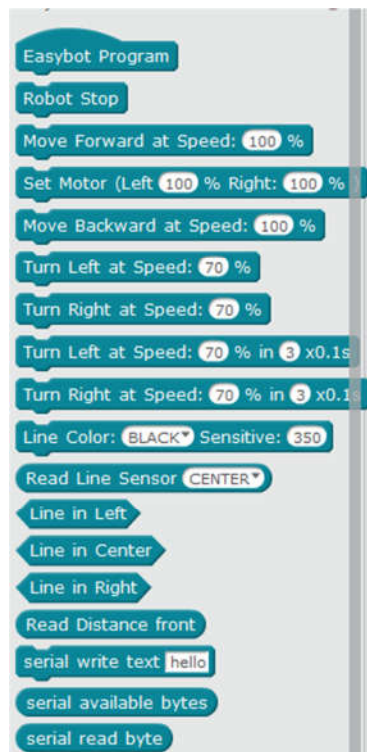 Easybot Program
Robot Stop
Move Forward at Speed: 100 %
Set Motor (Left 100 % Right: 100 % )
Move Backward at Speed: 100 %
Turn Left at Speed: 70 %
Turn Right at Speed: 70 %
Turn Left at Speed: 70 % in 3 x0.1s
Turn Right at Speed: 70 % in 3 x0.1s
Line Color: BLACK Sensitive: 350
Read Line Sensor CENTER
Line in Left
Line in Center
Line in Right
Read Distance front
serial write text hello
serial available bytes
serial read byte